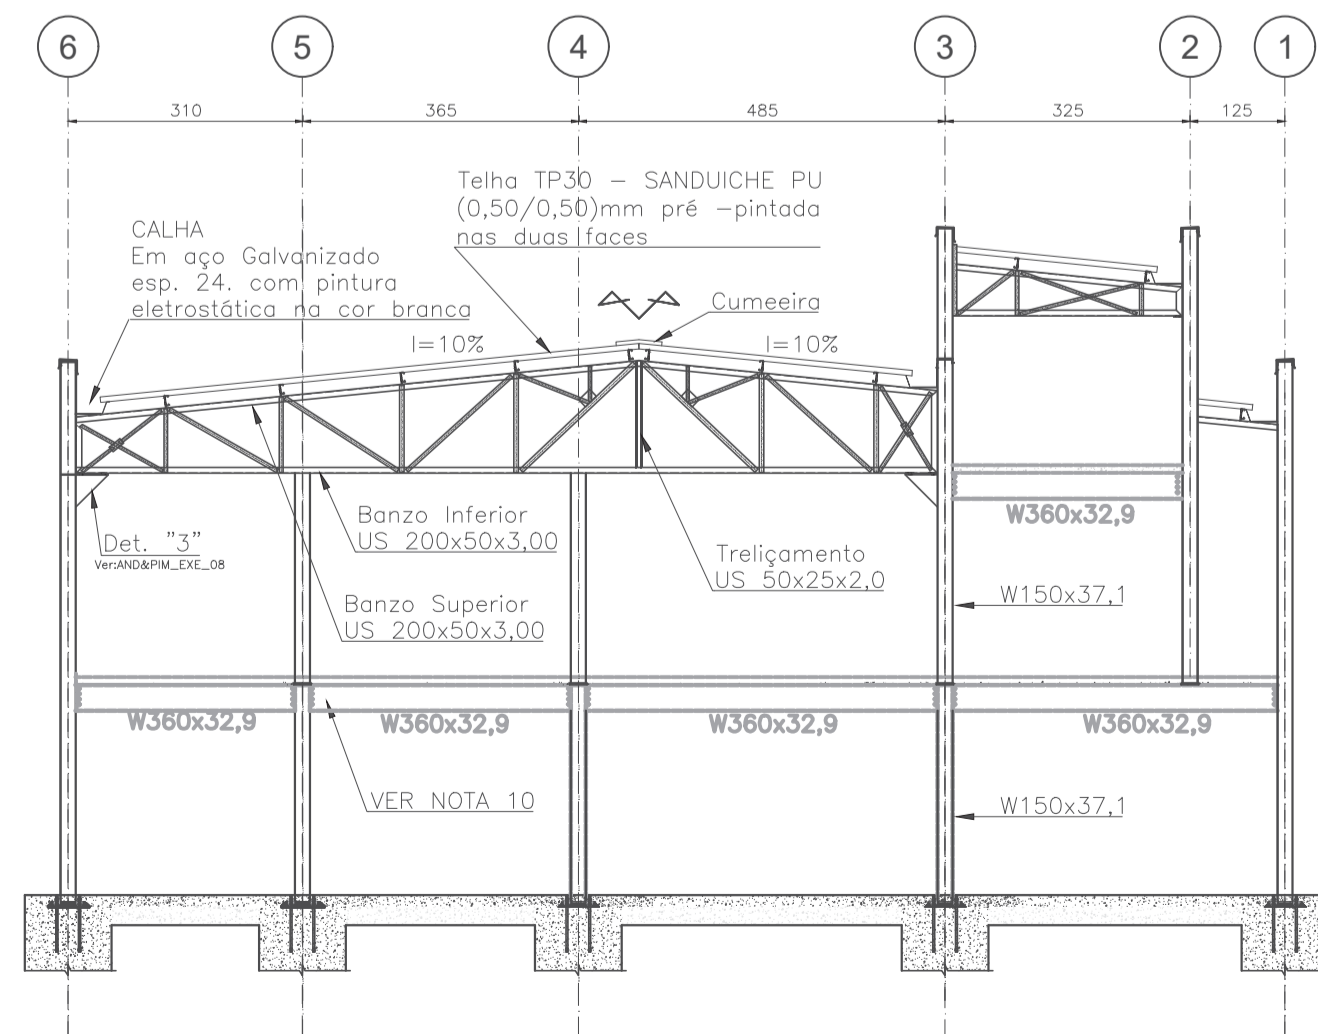 6 5 4 3 2 1
310 365 485 325 125
Telha TP30 - SANDUICHE PU
(0,50/0,50)mm pré -pintada
nas duas faces
CALHA
Em aço Galvanizado
esp. 24. com pintura
eletrostática na cor branca
Cumeeira
I=10% I=10%
Banzo Inferior
US 200x50x3,00
W360x32,9
Det. "3"
Ver:AND&PIM_EXE_08
Treliçamento
US 50x25x2,0
Banzo Superior
US 200x50x3,00
W150x37,1
W360x32,9 W360x32,9 W360x32,9 W360x32,9
VER NOTA 10
W150x37,1